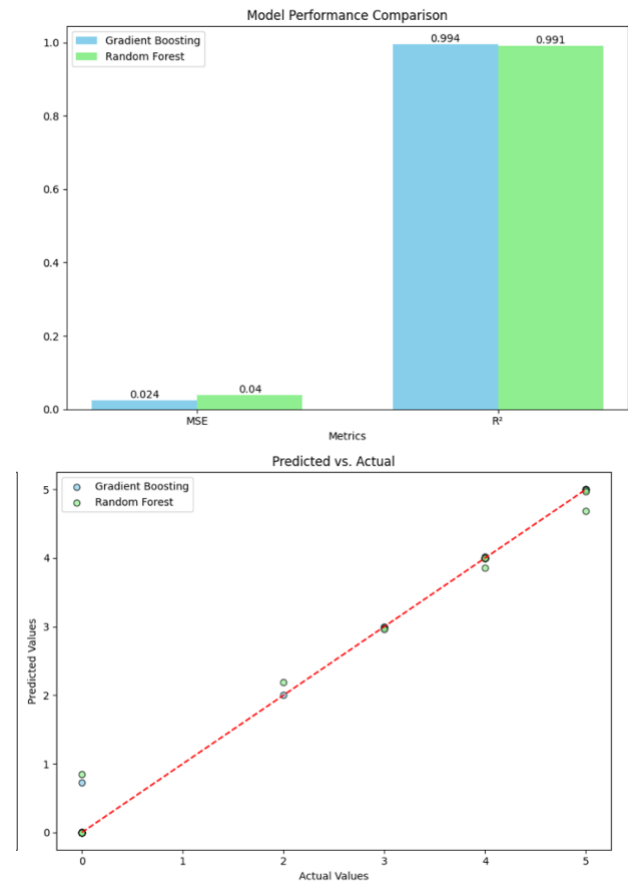 Model Performance Comparison
Gradient Boosting
Random Forest
1.0
0.8
0.6
0.4
0.2
0.0
0.994
0.991
0.024
0.04
MSE
R²
Metrics
Predicted vs. Actual
Gradient Boosting
Random Forest
5
4
3
2
1
0
Predicted Values
0 1 2 3 4 5
Actual Values